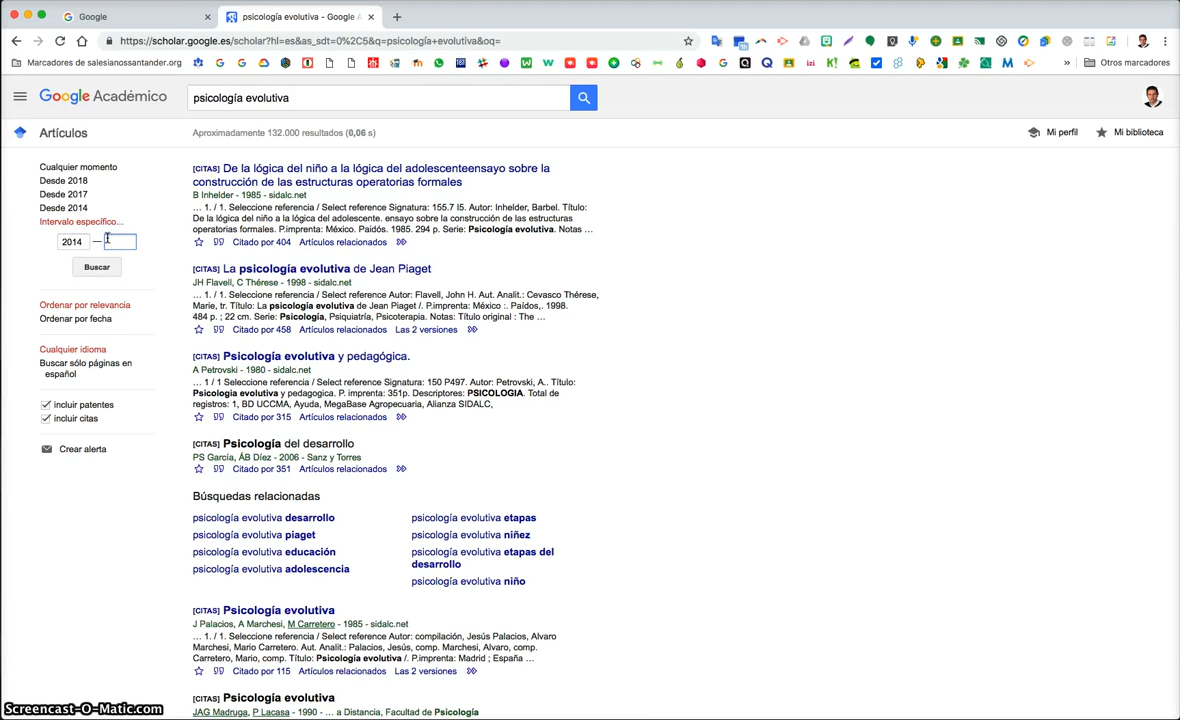 Google
psicología evolutiva - Google A
https://scholar.google.es/scholar?hl=es&as_sdt=0%2C5&q=psicología+evolutiva&oq=
Marcadores de salesianossantander.org
Otros marcadores
Google Académico
psicología evolutiva
Artículos
Aproximadamente 132.000 resultados (0,06 s)
Mi perfil
Mi biblioteca
Cualquier momento
Desde 2018
Desde 2017
Desde 2014
Intervalo específico...
2014 —
Buscar
Ordenar por relevancia
Ordenar por fecha
Cualquier idioma
Buscar sólo páginas en
español
incluir patentes
incluir citas
Crear alerta
[CITAS] De la lógica del niño a la lógica del adolescenteensayo sobre la
construcción de las estructuras operatorias formales
B Inhelder - 1985 - sidalc.net
... 1. / 1. Seleccione referencia / Select reference Signatura: 155.7 I5. Autor: Inhelder, Barbel. Título:
De la lógica del niño a la lógica del adolescente. ensayo sobre la construcción de las estructuras
operatorias formales. P.imprenta: México. Paidós. 1985. 294 p. Serie: Psicología evolutiva. Notas ...
Citado por 404 Artículos relacionados
[CITAS] La psicología evolutiva de Jean Piaget
JH Flavell, C Thérese - 1998 - sidalc.net
... 1. / 1. Seleccione referencia / Select reference Autor: Flavell, John H. Aut. Analit.: Cevasco Thérese,
Marie, tr. Título: La psicología evolutiva de Jean Piaget /. P.imprenta: México :. Paidos,. 1998.
484 p. ; 22 cm. Serie: Psicología, Psiquiatría, Psicoterapia. Notas: Título original : The ...
Citado por 458 Artículos relacionados Las 2 versiones
[CITAS] Psicología evolutiva y pedagógica.
A Petrovski - 1980 - sidalc.net
... 1 / 1 Seleccione referencia / Select reference Signatura: 150 P497. Autor: Petrovski, A.. Título:
Psicologia evolutiva y pedagogica. P. imprenta: 351p. Descriptores: PSICOLOGIA. Total de
registros: 1, BD UCCMA, Ayuda, MegaBase Agropecuaria, Alianza SIDALC,
Citado por 315 Artículos relacionados
[CITAS] Psicología del desarrollo
PS García, ÁB Díez - 2006 - Sanz y Torres
Citado por 351 Artículos relacionados
Búsquedas relacionadas
psicología evolutiva desarrollo
psicología evolutiva piaget
psicología evolutiva educación
psicología evolutiva adolescencia
psicología evolutiva etapas
psicología evolutiva niñez
psicología evolutiva etapas del
desarrollo
psicología evolutiva niño
[CITAS] Psicología evolutiva
J Palacios, A Marchesi, M Carretero - 1985 - sidalc.net
... 1. / 1. Seleccione referencia / Select reference Autor: compilación, Jesús Palacios, Alvaro
Marchesi, Mario Carretero. Aut. Analit.: Palacios, Jesús, comp. Marchesi, Alvaro, comp.
Carretero, Mario, comp. Título: Psicología evolutiva /. P.imprenta: Madrid ; España ...
Citado por 115 Artículos relacionados Las 2 versiones
[CITAS] Psicología evolutiva
JAG Madruga, P Lacasa - 1990 - ... a Distancia, Facultad de Psicología
Screencast-O-Matic.com